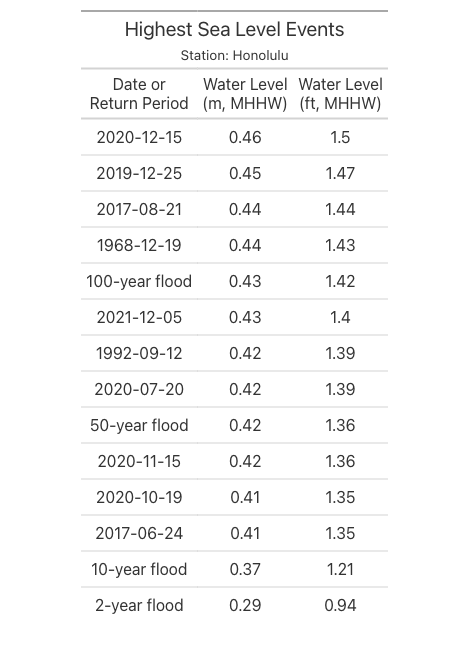 Highest Sea Level Events
Station: Honolulu
Date or Return Period Water Level (m, MHHW) Water Level (ft, MHHW)
2020-12-15 0.46 1.5
2019-12-25 0.45 1.47
2017-08-21 0.44 1.44
1968-12-19 0.44 1.43
100-year flood 0.43 1.42
2021-12-05 0.43 1.4
1992-09-12 0.42 1.39
2020-07-20 0.42 1.39
50-year flood 0.42 1.36
2020-11-15 0.42 1.36
2020-10-19 0.41 1.35
2017-06-24 0.41 1.35
10-year flood 0.37 1.21
2-year flood 0.29 0.94